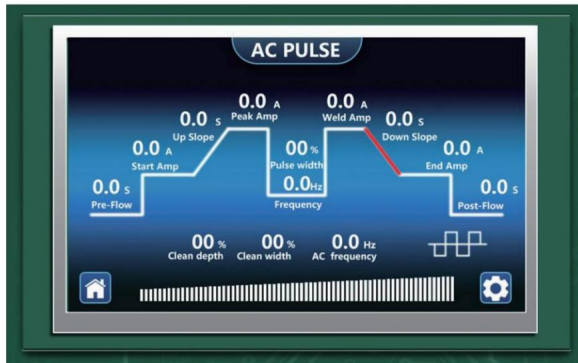 AC PULSE
0.0 A
Peak Amp
0.0 A
Weld Amp
0.0 S
Up Slope
0.0 S
Down Slope
0.0 A
Start Amp
00 %
Pulse width
0.0 A
End Amp
0.0 S
Pre-Flow
0.0Hz
Frequency
0.0 S
Post-Flow
00 %
Clean depth
00 %
Clean width
0.0 Hz
AC frequency